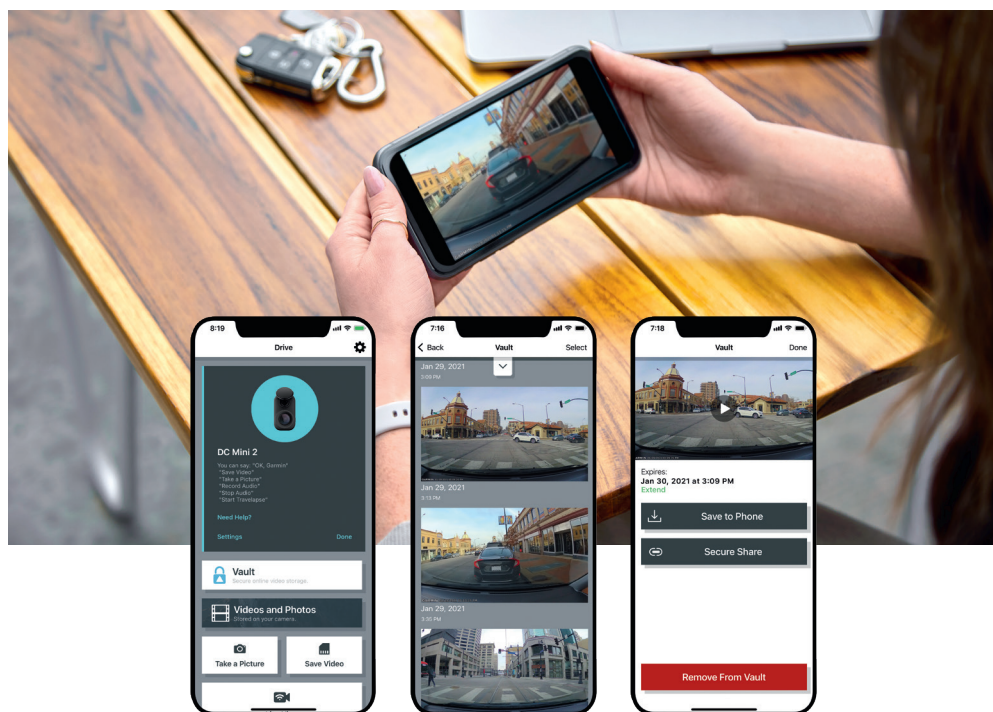 8:19
Drive
DC Mini 2
You can say: "OK, Garmin"
"Save Video"
"Take a Picture"
"Record Audio"
"Stop Audio"
"Start Travelapse"
Need Help?
Settings Done
Vault
Secure online video storage.
Videos and Photos
Stored on your camera.
Take a Picture Save Video
7:16
Back Vault Select
Jan 29, 2021
3:09 PM
Jan 29, 2021
3:13 PM
Jan 29, 2021
3:35 PM
7:18
Vault Done
Expires:
Jan 30, 2021 at 3:09 PM
Extend
Save to Phone
Secure Share
Remove From Vault